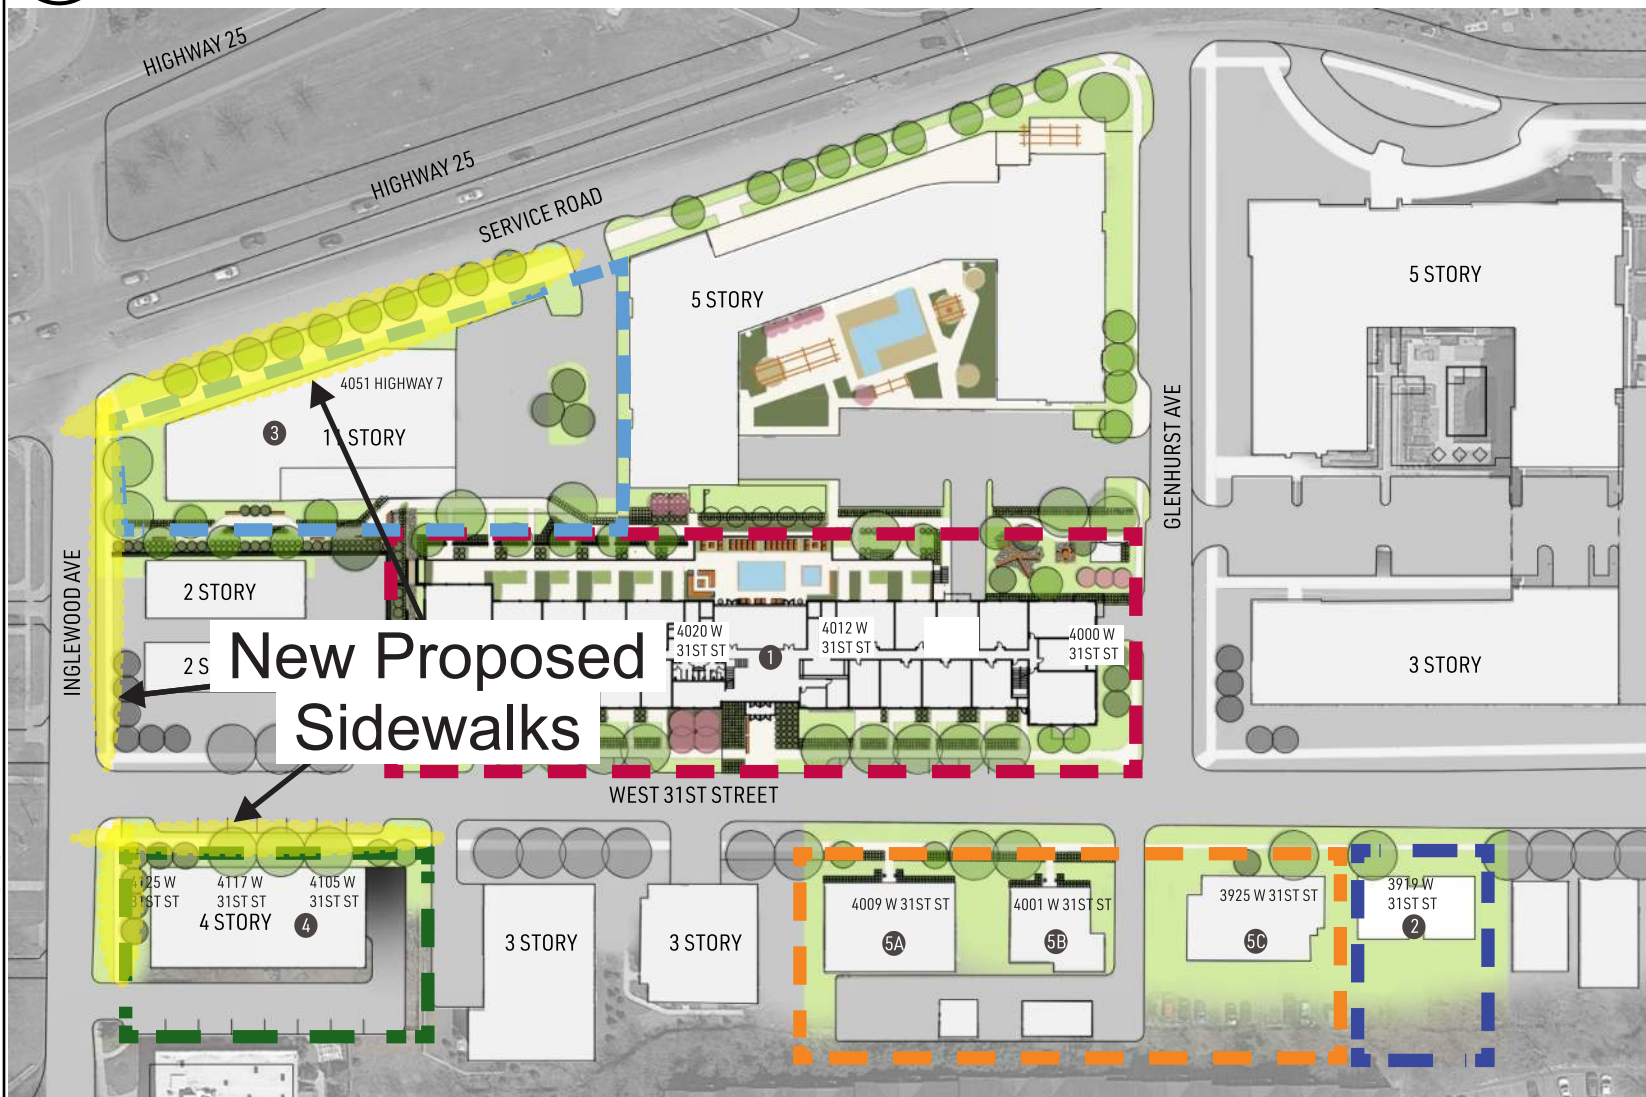 HIGHWAY 25
HIGHWAY 25
SERVICE ROAD
5 STORY
5 STORY
4051 HIGHWAY 7
3
11 STORY
GLENHURST AVE
INGLEWOOD AVE
2 STORY
2 S
New Proposed
Sidewalks
4020 W
31ST ST
4012 W
31ST ST
4000 W
31ST ST
1
3 STORY
WEST 31ST STREET
4125 W
31ST ST
4117 W
31ST ST
4105 W
31ST ST
4 STORY
4
3 STORY
3 STORY
4009 W 31ST ST
5A
4001 W 31ST ST
5B
3925 W 31ST ST
5C
3919 W
31ST ST
2